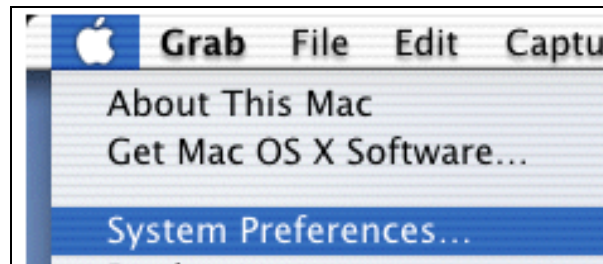 Grab File Edit Captu
About This Mac
Get Mac OS X Software...
System Preferences...